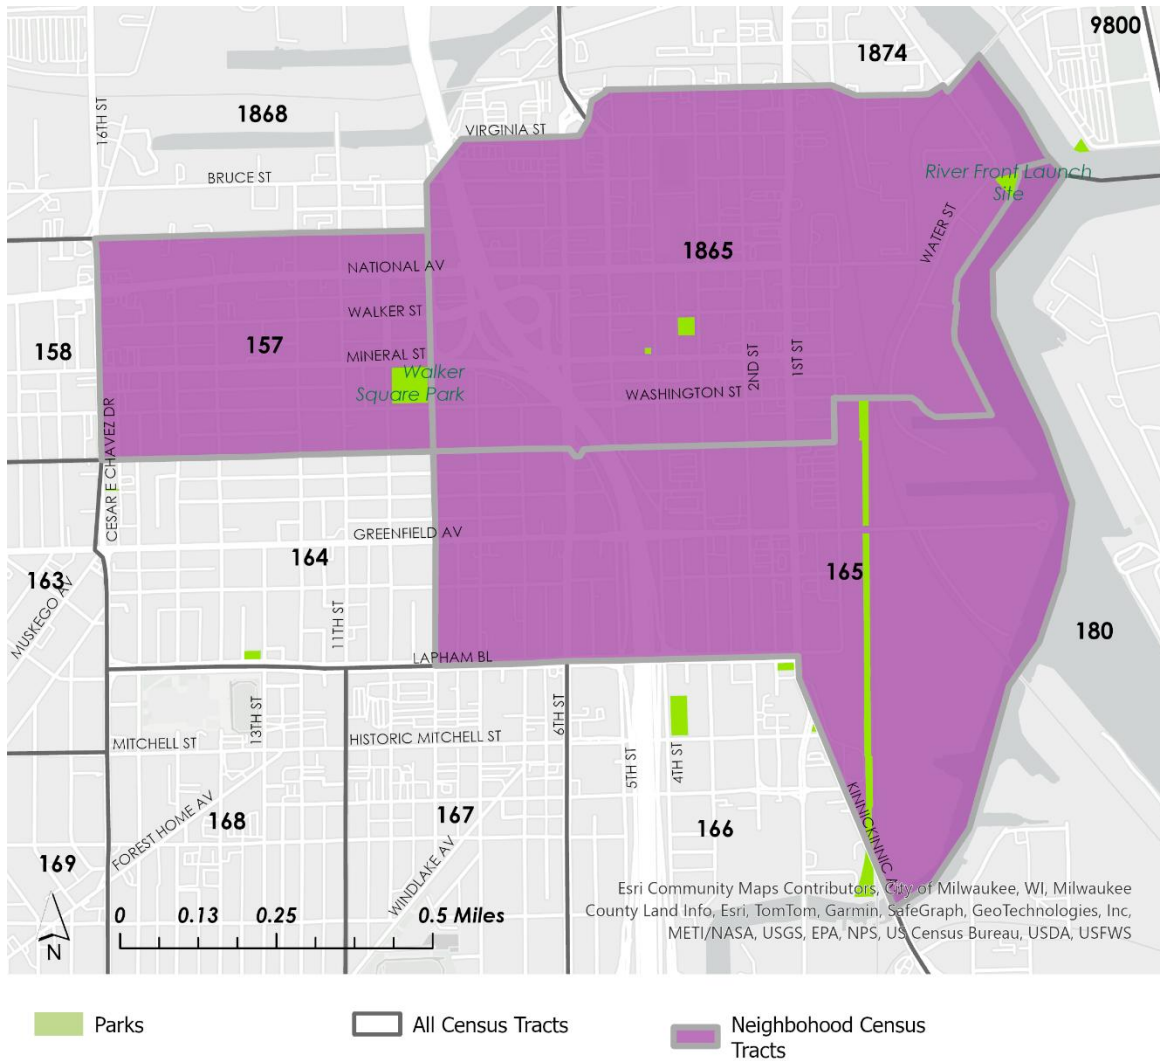 9800
1874
1868
16TH ST
VIRGINIA ST
BRUCE ST
River Front Launch
Site
WATER ST
1865
NATIONAL AV
WALKER ST
157
158
MINERAL ST
Walker
Square Park
2ND ST
1ST ST
WASHINGTON ST
CESAR E CHAVEZ DR
GREENFIELD AV
164
165
163
MUSKEGO AV
11TH ST
180
LAPHAM BL
13TH ST
6TH ST
MITCHELL ST
HISTORIC MITCHELL ST
5TH ST
4TH ST
KINNICKINNIC
FOREST HOME AV
168
167
166
WINDLAKE AV
169
Esri Community Maps Contributors, City of Milwaukee, WI, Milwaukee
County Land Info, Esri, TomTom, Garmin, SafeGraph, GeoTechnologies, Inc,
METI/NASA, USGS, EPA, NPS, US Census Bureau, USDA, USFWS
0 0.13 0.25 0.5 Miles
N
Parks
All Census Tracts
Neighbohood Census
Tracts